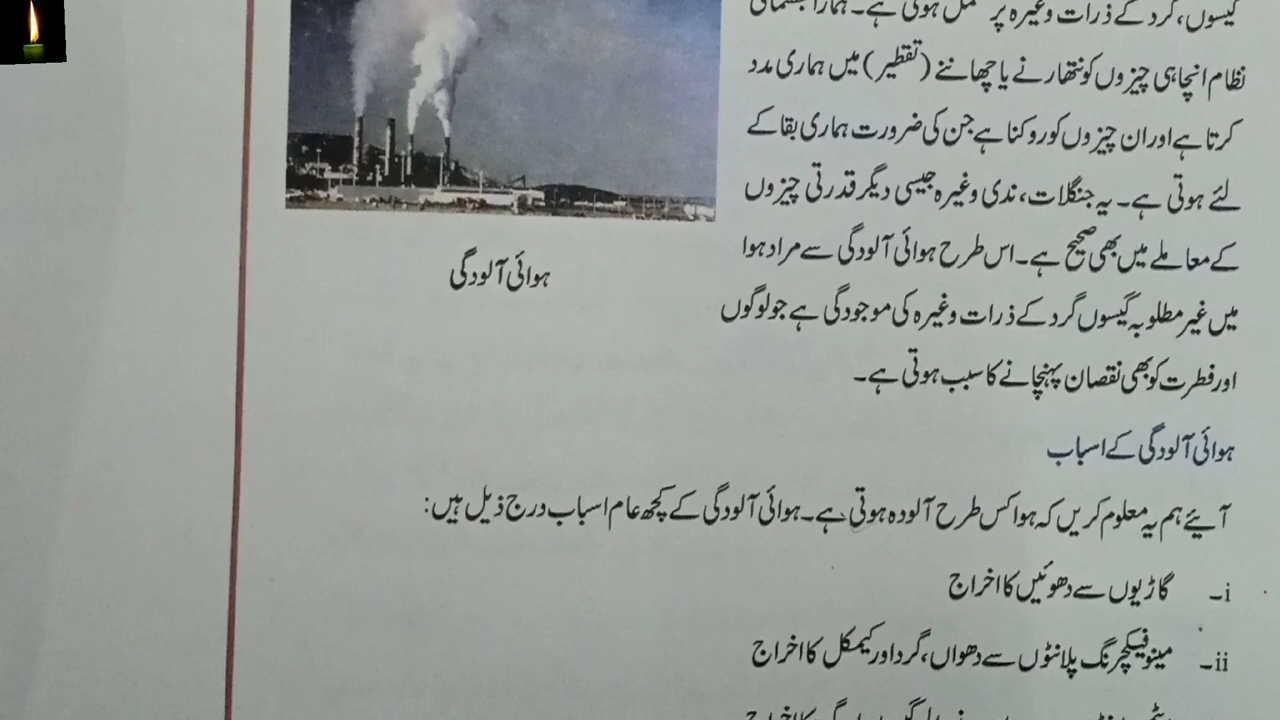 گیسوں، گرد کے ذرات وغیرہ پر مشتمل ہوتی ہے۔ ہمارا جسمانی
نظام انچاہی چیزوں کو نتھارنے یا چھاننے (تقطیر) میں ہماری مدد
کرتا ہے اور ان چیزوں کو روکنا ہے جن کی ضرورت ہماری بقا کے
لئے ہوتی ہے۔ یہ جنگلات، ندی وغیرہ جیسی دیگر قدرتی چیزوں
کے معاملے میں بھی صحیح ہے۔ اس طرح ہوائی آلودگی سے مراد ہوا
میں غیر مطلوبہ گیسوں گرد کے ذرات وغیرہ کی موجودگی ہے جو لوگوں
اور فطرت کو بھی نقصان پہنچانے کا سبب ہوتی ہے۔
ہوائی آلودگی
ہوائی آلودگی کے اسباب
آیئے ہم یہ معلوم کریں کہ ہوا کس طرح آلودہ ہوتی ہے۔ ہوائی آلودگی کے کچھ عام اسباب درج ذیل ہیں:
i۔ گاڑیوں سے دھوئیں کا اخراج
ii۔ مینوفیکچرنگ پلانٹوں سے دھواں، گرد اور کیمکل کا اخراج